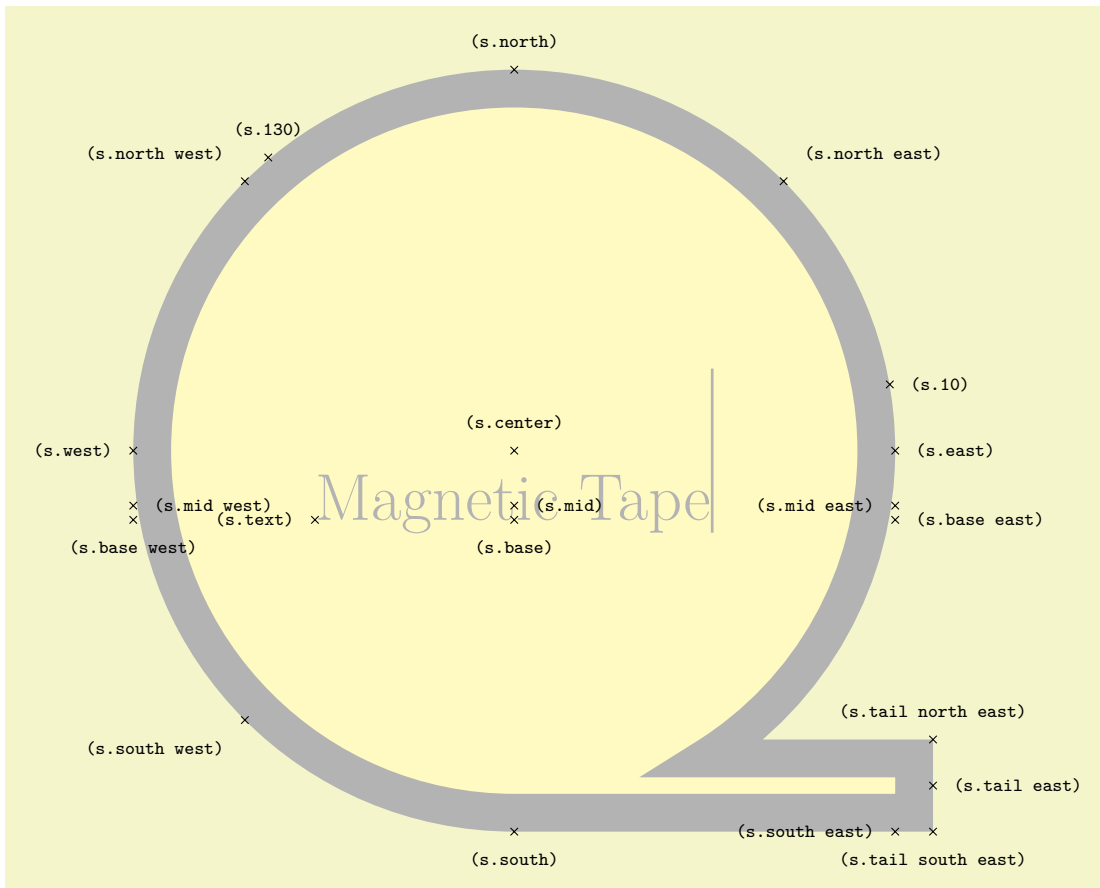 (s.north)
(s.130)
(s.north west)
(s.north east)
(s.10)
(s.center)
(s.west)
(s.east)
Magnetic Tape
(s.mid west)
(s.mid)
(s.mid east)
(s.text)
(s.base east)
(s.base west)
(s.base)
(s.tail north east)
(s.south west)
(s.tail east)
(s.south east)
(s.south)
(s.tail south east)